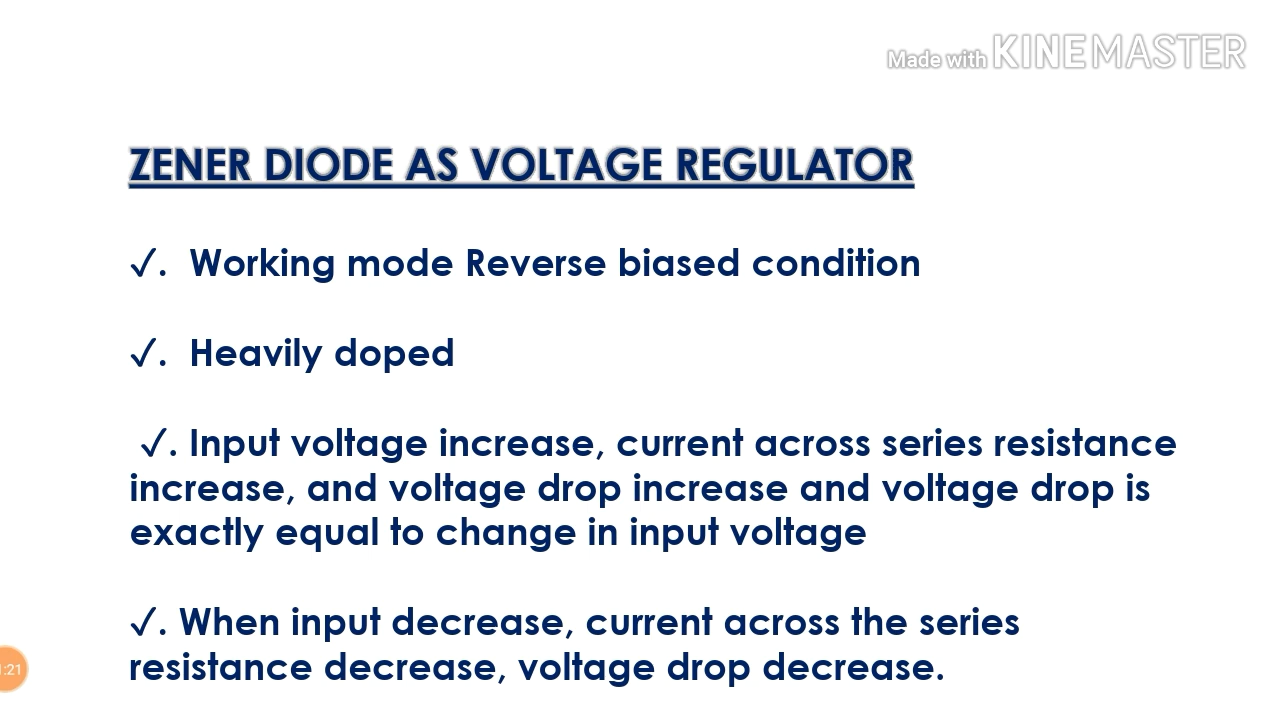 Made with KINEMASTER
ZENER DIODE AS VOLTAGE REGULATOR
✓. Working mode Reverse biased condition
✓. Heavily doped
✓. Input voltage increase, current across series resistance
increase, and voltage drop increase and voltage drop is
exactly equal to change in input voltage
✓. When input decrease, current across the series
resistance decrease, voltage drop decrease.
:21